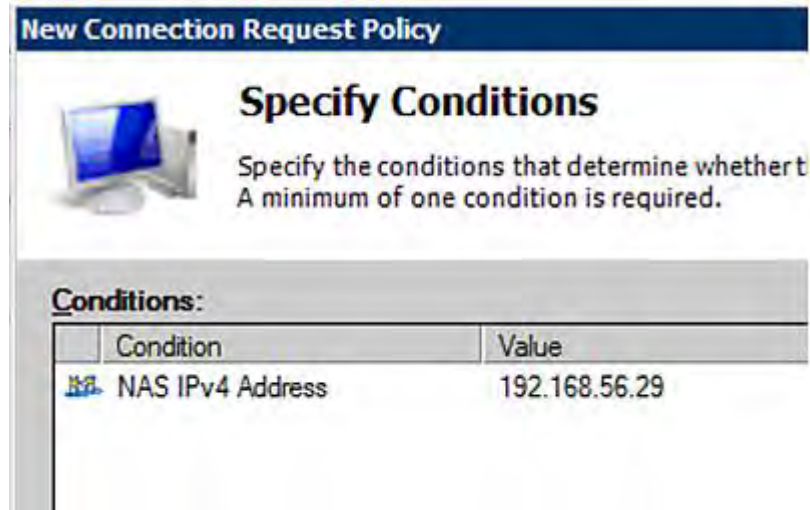 New Connection Request Policy
Specify Conditions
Specify the conditions that determine whether t
A minimum of one condition is required.
Conditions:
Condition Value
NAS IPv4 Address 192.168.56.29